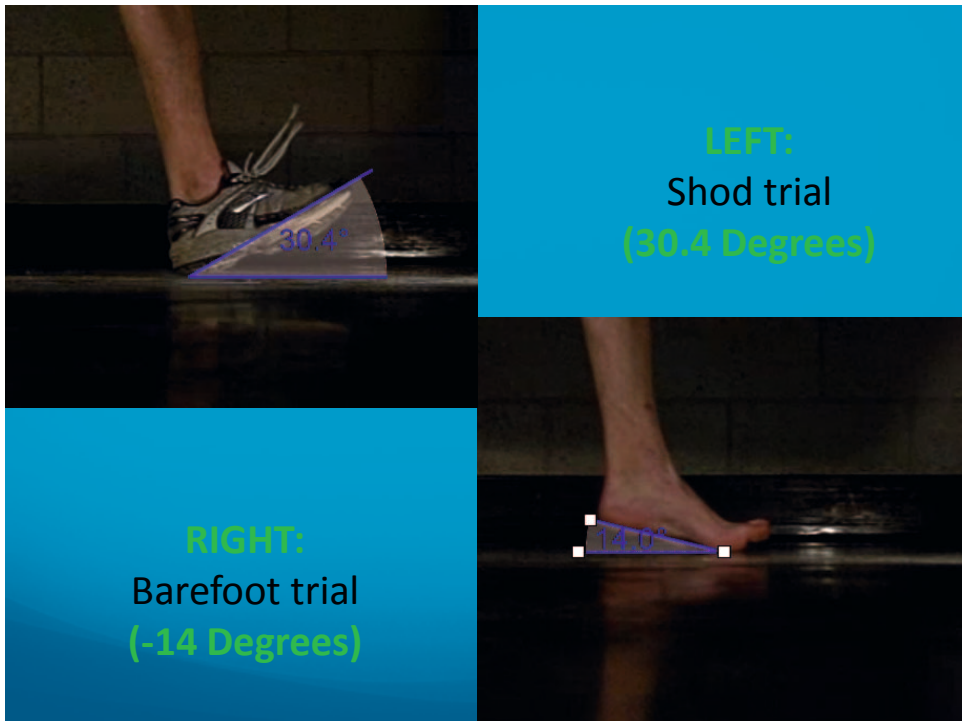 30.4°
LEFT:
Shod trial
(30.4 Degrees)
14.0°
RIGHT:
Barefoot trial
(-14 Degrees)